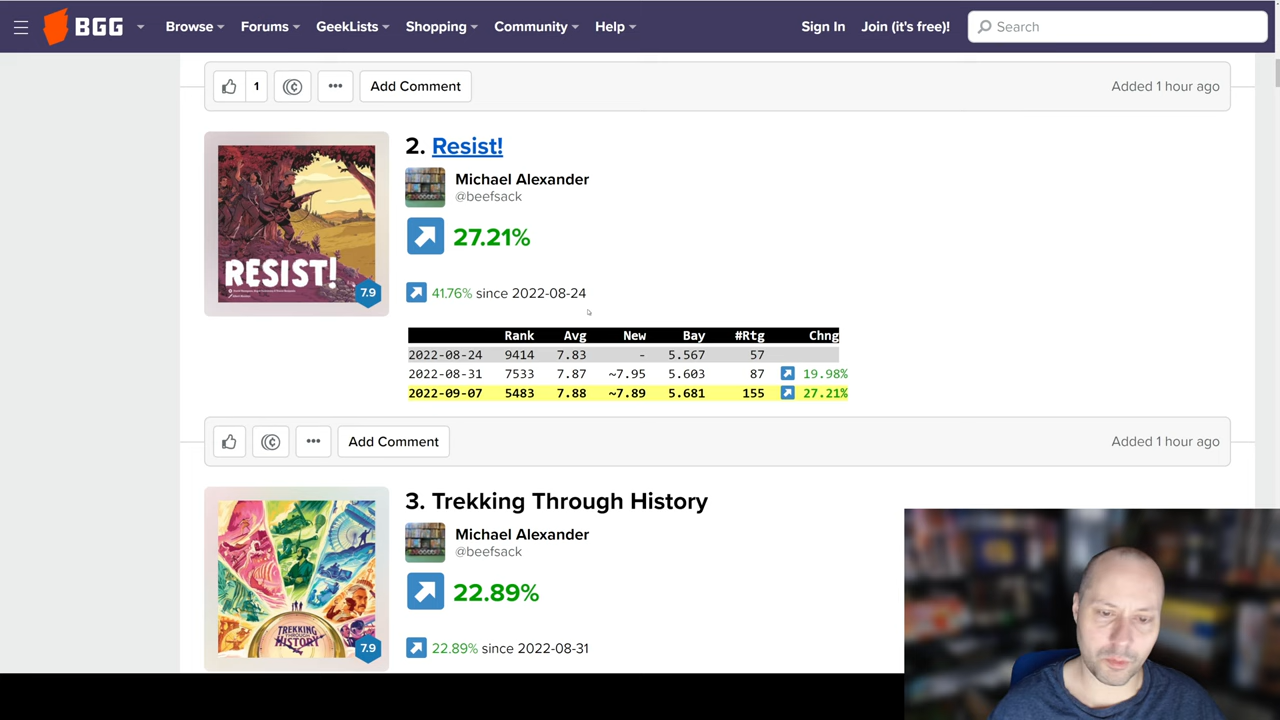 BGG Browse Forums GeekLists Shopping Community Help Sign In Join (it's free!) Search
1 Add Comment Added 1 hour ago
2. Resist!
Michael Alexander
@beefsack
27.21%
41.76% since 2022-08-24
RESIST!
7.9
Rank Avg New Bay #Rtg Chng
2022-08-24 9414 7.83 - 5.567 57
2022-08-31 7533 7.87 ~7.95 5.603 87 19.98%
2022-09-07 5483 7.88 ~7.89 5.681 155 27.21%
Add Comment Added 1 hour ago
3. Trekking Through History
Michael Alexander
@beefsack
22.89%
22.89% since 2022-08-31
TREKKING
THROUGH
HISTORY
7.9